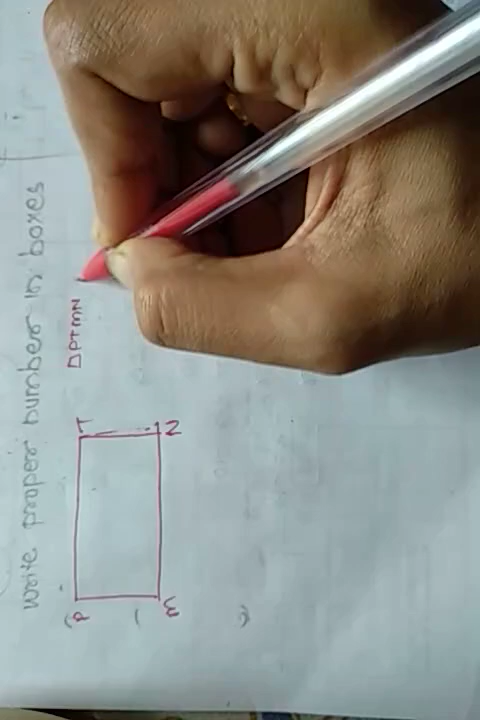 Write proper number in boxes
P T
□ PTMN
M N